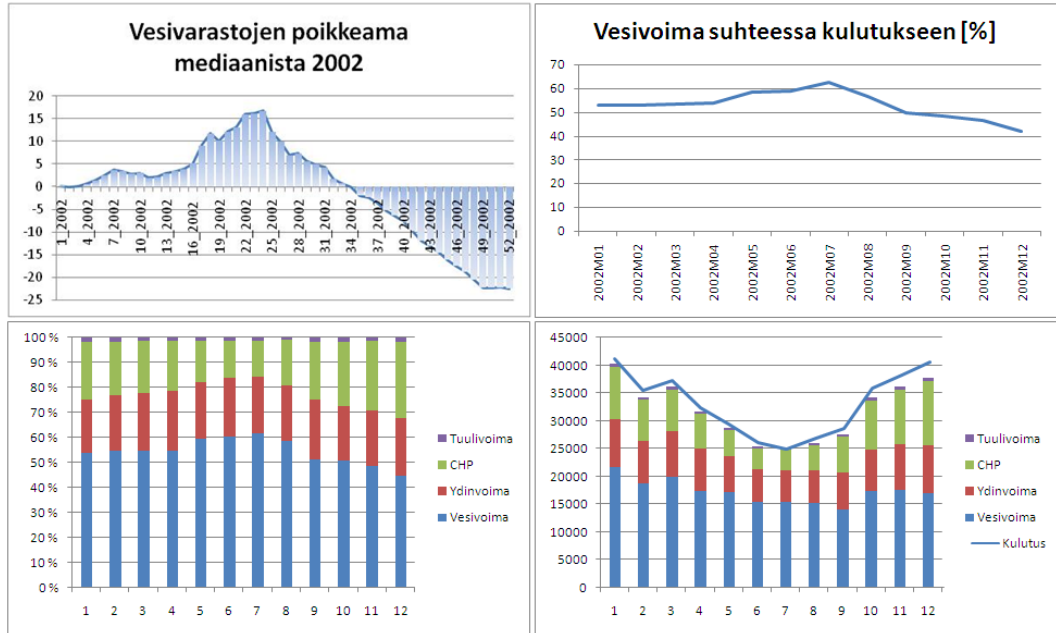 Vesivarastojen poikkeama
mediaanista 2002
20
15
10
5
0
-5
-10
-15
-20
-25
1_2002
4_2002
7_2002
10_2002
13_2002
16_2002
19_2002
22_2002
25_2002
28_2002
31_2002
34_2002
37_2002
40_2002
43_2002
46_2002
49_2002
52_2002
Vesivoima suhteessa kulutukseen [%]
70
60
50
40
30
20
10
0
2002M01
2002M02
2002M03
2002M04
2002M05
2002M06
2002M07
2002M08
2002M09
2002M10
2002M11
2002M12
100 %
90 %
80 %
70 %
60 %
50 %
40 %
30 %
20 %
10 %
0 %
1 2 3 4 5 6 7 8 9 10 11 12
Tuulivoima
CHP
Ydinvoima
Vesivoima
45000
40000
35000
30000
25000
20000
15000
10000
5000
0
1 2 3 4 5 6 7 8 9 10 11 12
Tuulivoima
CHP
Ydinvoima
Vesivoima
Kulutus